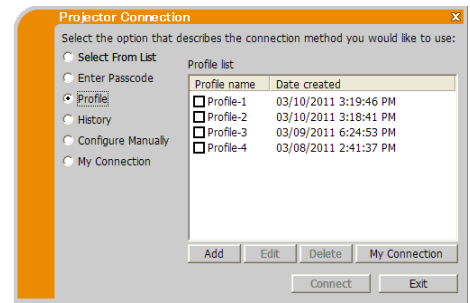 Projector Connection x
Select the option that describes the connection method you would like to use:
Select From List
Enter Passcode
Profile
History
Configure Manually
My Connection
Profile list
Profile name Date created
Profile-1 03/10/2011 3:19:46 PM
Profile-2 03/10/2011 3:18:41 PM
Profile-3 03/09/2011 6:24:53 PM
Profile-4 03/08/2011 2:41:37 PM
Add Edit Delete My Connection
Connect Exit